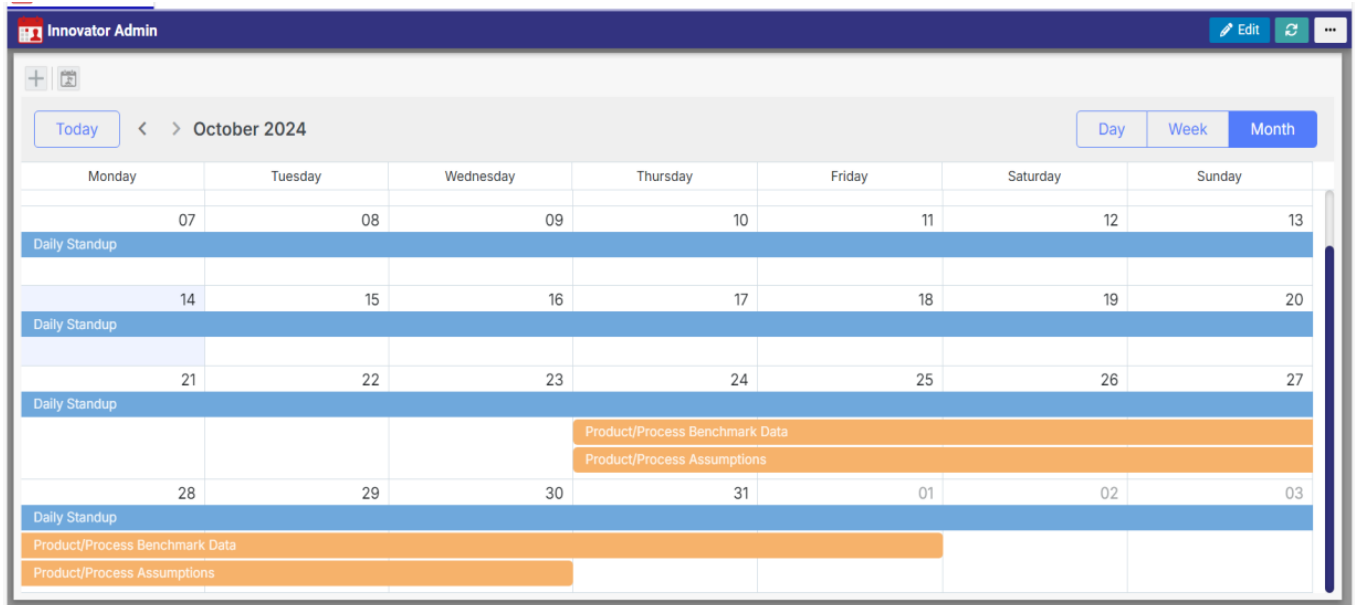 Innovator Admin
Edit
Today
October 2024
Day Week Month
Monday Tuesday Wednesday Thursday Friday Saturday Sunday
07 08 09 10 11 12 13
Daily Standup
14 15 16 17 18 19 20
Daily Standup
21 22 23 24 25 26 27
Daily Standup
Product/Process Benchmark Data
Product/Process Assumptions
28 29 30 31 01 02 03
Daily Standup
Product/Process Benchmark Data
Product/Process Assumptions